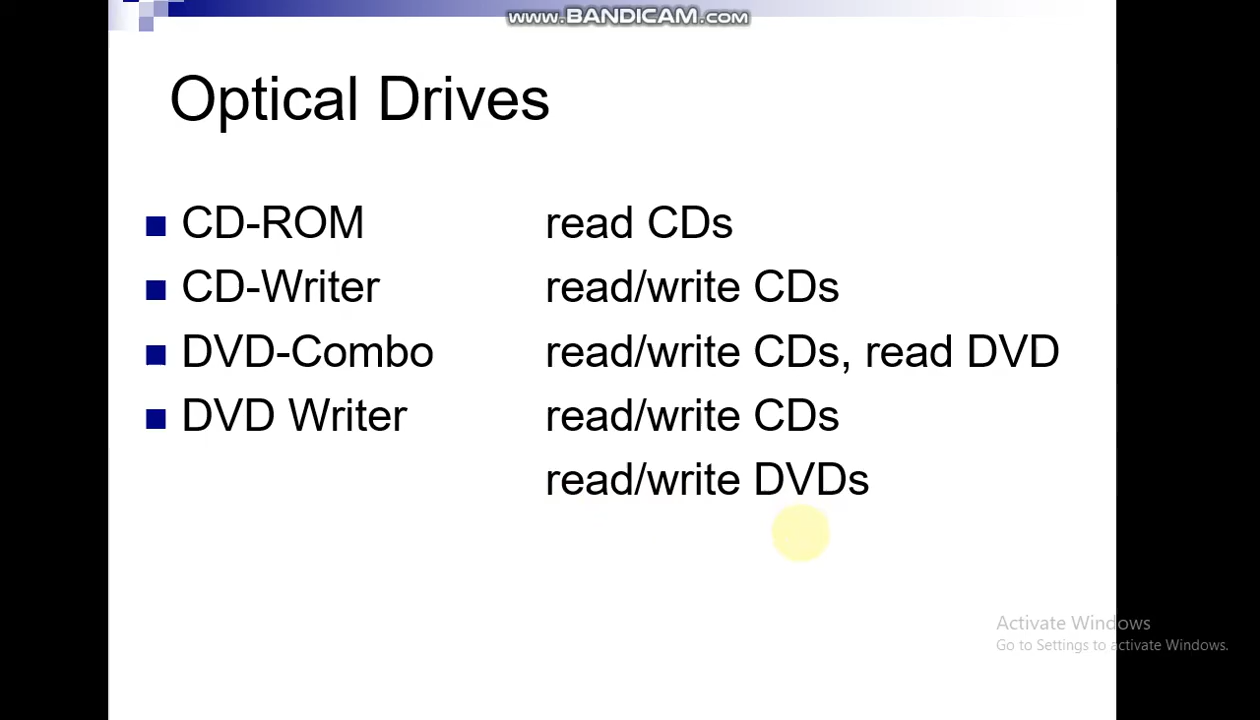 www.BANDICAM.com
Optical Drives
CD-ROM read CDs
CD-Writer read/write CDs
DVD-Combo read/write CDs, read DVD
DVD Writer read/write CDs
read/write DVDs
Activate Windows
Go to Settings to activate Windows.